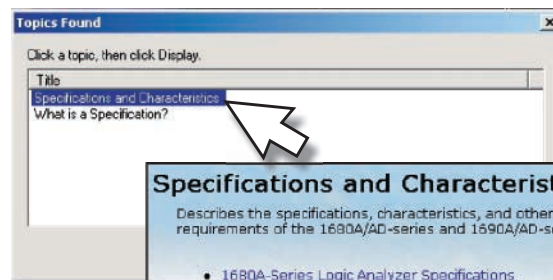 Topics Found
Click a topic, then click Display.
Title
Specifications and Characteristics
What is a Specification?
Specifications and Characterist
Describes the specifications, characteristics, and other
requirements of the 1680A/AD-series and 1690A/AD-s
1680A-Series Logic Analyzer Specifications